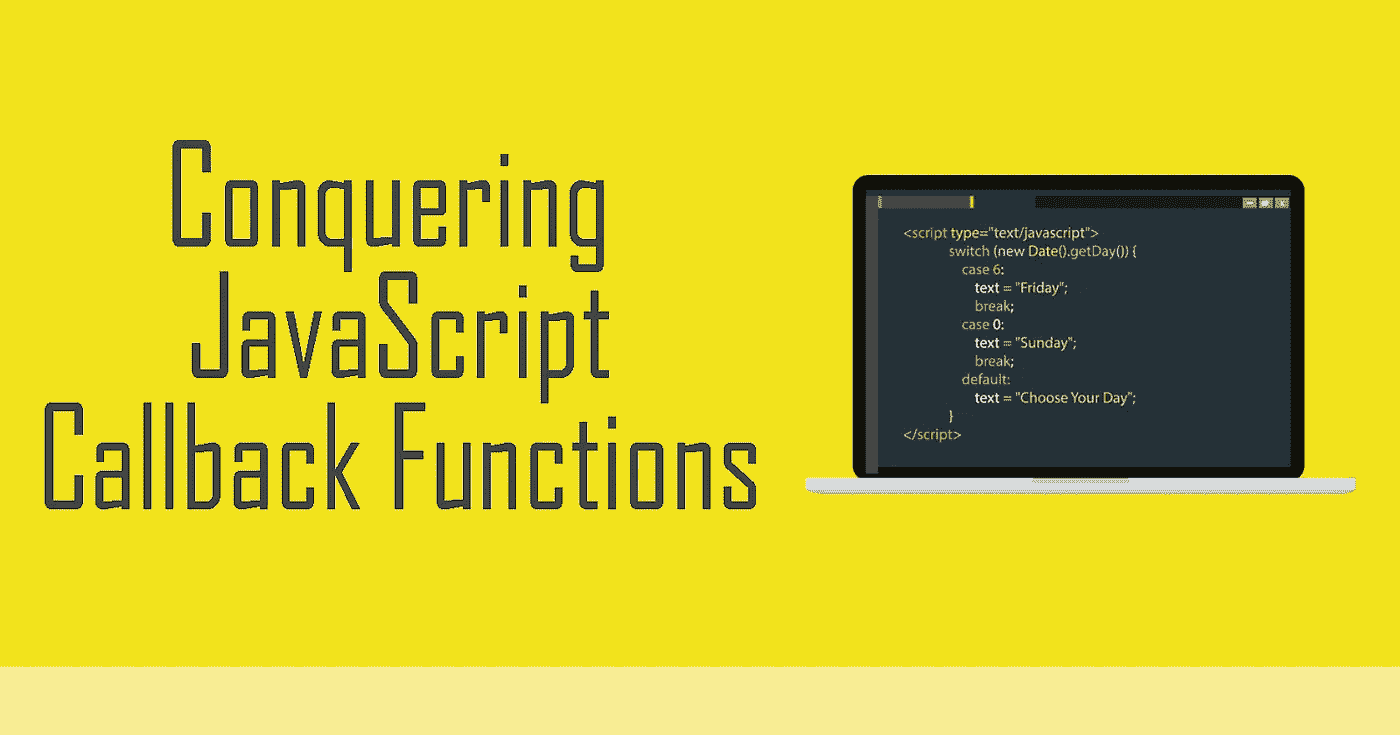 Conquering
JavaScript
Callback Functions
<script type="text/javascript">
switch (new Date().getDay()) {
case 6:
text = "Friday";
break;
case 0:
text = "Sunday";
break;
default:
text = "Choose Your Day";
}
</script>